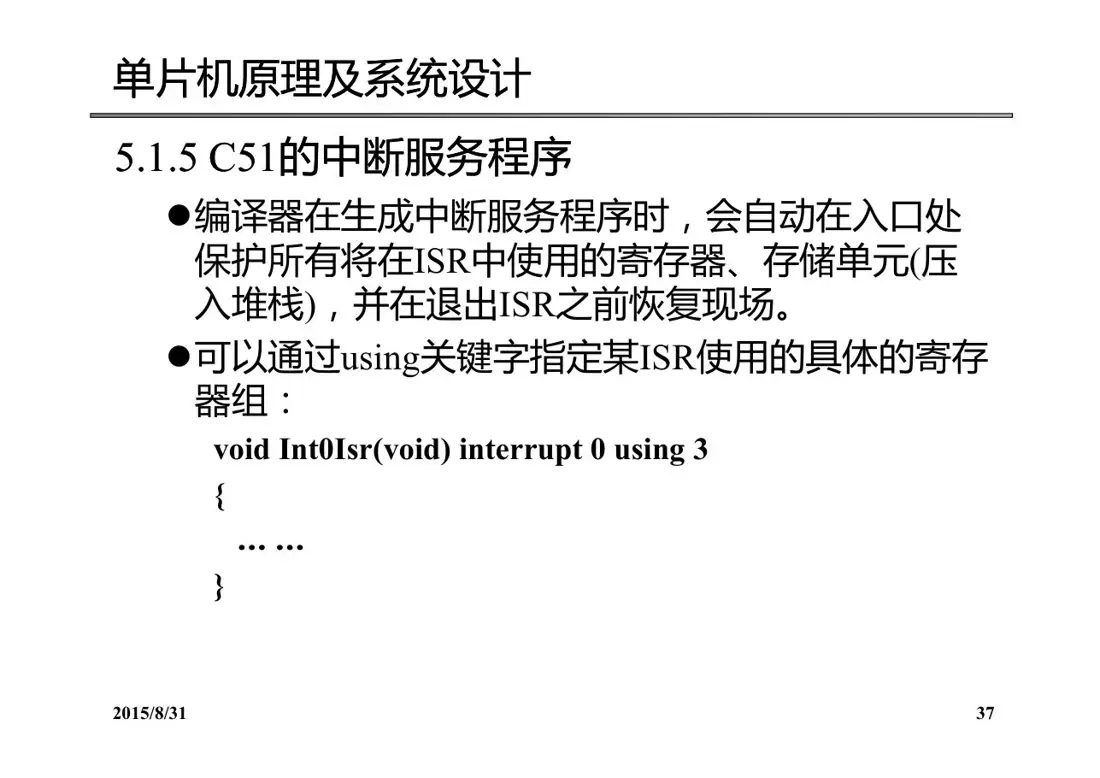 单片机原理及系统设计
5.1.5 C51的中断服务程序
●编译器在生成中断服务程序时，会自动在入口处
保护所有将在ISR中使用的寄存器、存储单元(压
入堆栈)，并在退出ISR之前恢复现场。
●可以通过using关键字指定某ISR使用的具体的寄存
器组：
void Int0Isr(void) interrupt 0 using 3
{
... ...
}
2015/8/31
37